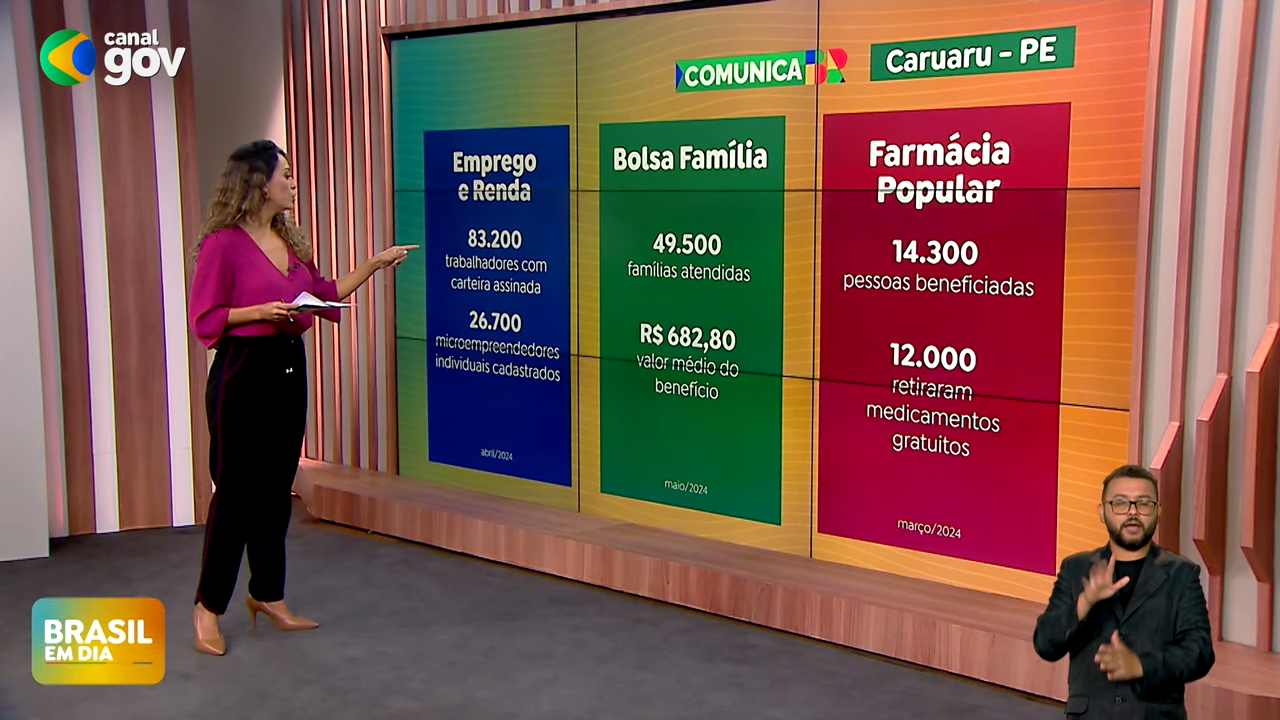 canal
gov
COMUNICA BR
Caruaru - PE
Emprego
e Renda
83.200
trabalhadores com
carteira assinada
26.700
microempreendedores
individuais cadastrados
abril/2024
Bolsa Família
49.500
famílias atendidas
R$ 682,80
valor médio do
benefício
maio/2024
Farmácia
Popular
14.300
pessoas beneficiadas
12.000
retiraram
medicamentos
gratuitos
março/2024
BRASIL
EM DIA